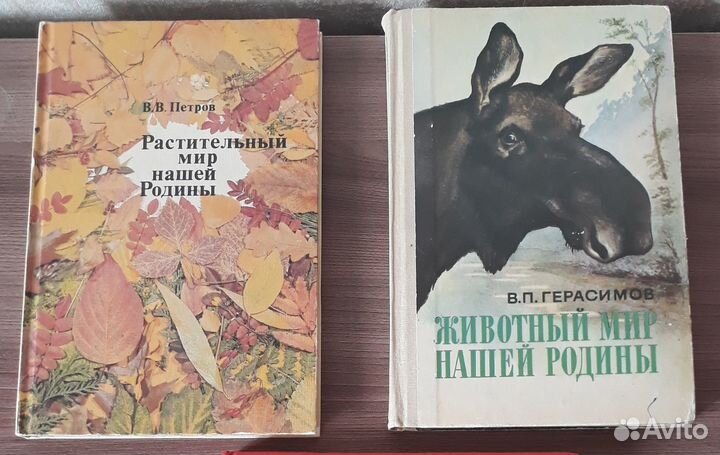 В.В. Петров
Растительный
мир
нашей
Родины
В.П. ГЕРАСИМОВ
ЖИВОТНЫЙ МИР
НАШЕЙ РОДИНЫ
Avito